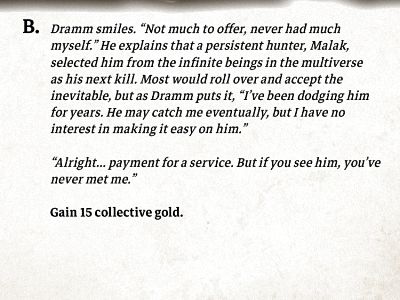 B. Dramm smiles. “Not much to offer, never had much
myself.” He explains that a persistent hunter, Malak,
selected him from the infinite beings in the multiverse
as his next kill. Most would roll over and accept the
inevitable, but as Dramm puts it, “I’ve been dodging him
for years. He may catch me eventually, but I have no
interest in making it easy on him.”
“Alright... payment for a service. But if you see him, you’ve
never met me.”
Gain 15 collective gold.